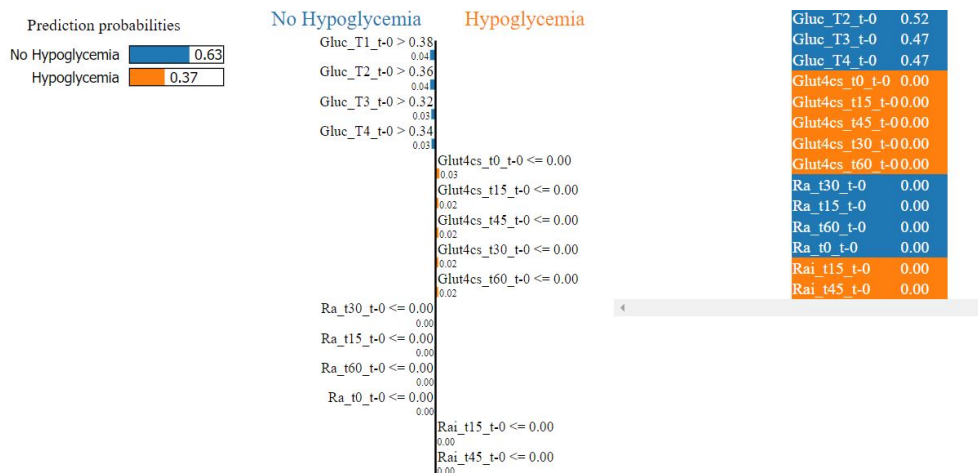 Prediction probabilities
No Hypoglycemia 0.63
Hypoglycemia 0.37
No Hypoglycemia Hypoglycemia
Gluc_T1_t-0 > 0.38
0.04
Gluc_T2_t-0 > 0.36
0.04
Gluc_T3_t-0 > 0.32
0.03
Gluc_T4_t-0 > 0.34
0.03
Glut4cs_t0_t-0 <= 0.00
0.03
Glut4cs_t15_t-0 <= 0.00
0.02
Glut4cs_t45_t-0 <= 0.00
0.02
Glut4cs_t30_t-0 <= 0.00
0.02
Glut4cs_t60_t-0 <= 0.00
0.02
Ra_t30_t-0 <= 0.00
0.00
Ra_t15_t-0 <= 0.00
0.00
Ra_t60_t-0 <= 0.00
0.00
Ra_t0_t-0 <= 0.00
0.00
Rai_t15_t-0 <= 0.00
0.00
Rai_t45_t-0 <= 0.00
0.00
Gluc_T2_t-0 0.52
Gluc_T3_t-0 0.47
Gluc_T4_t-0 0.47
Glut4cs_t0_t-0 0.00
Glut4cs_t15_t-0 0.00
Glut4cs_t45_t-0 0.00
Glut4cs_t30_t-0 0.00
Glut4cs_t60_t-0 0.00
Ra_t30_t-0 0.00
Ra_t15_t-0 0.00
Ra_t60_t-0 0.00
Ra_t0_t-0 0.00
Rai_t15_t-0 0.00
Rai_t45_t-0 0.00